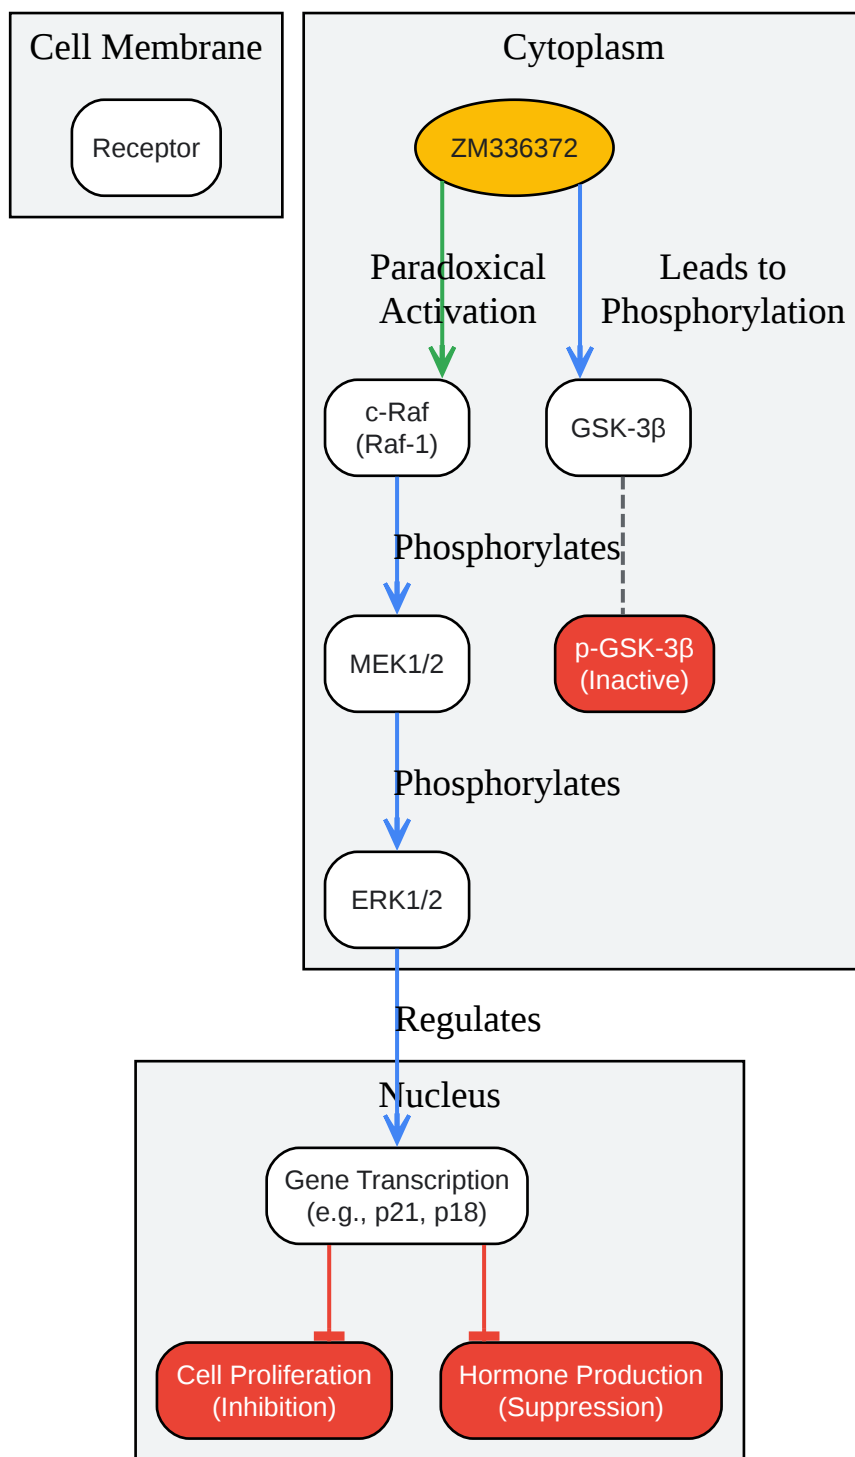 Cell Membrane
Receptor
Cytoplasm
ZM336372
Paradoxical
Activation
Leads to
Phosphorylation
c-Raf
(Raf-1)
GSK-3β
Phosphorylates
MEK1/2
p-GSK-3β
(Inactive)
Phosphorylates
ERK1/2
Regulates
Nucleus
Gene Transcription
(e.g., p21, p18)
Cell Proliferation
(Inhibition)
Hormone Production
(Suppression)